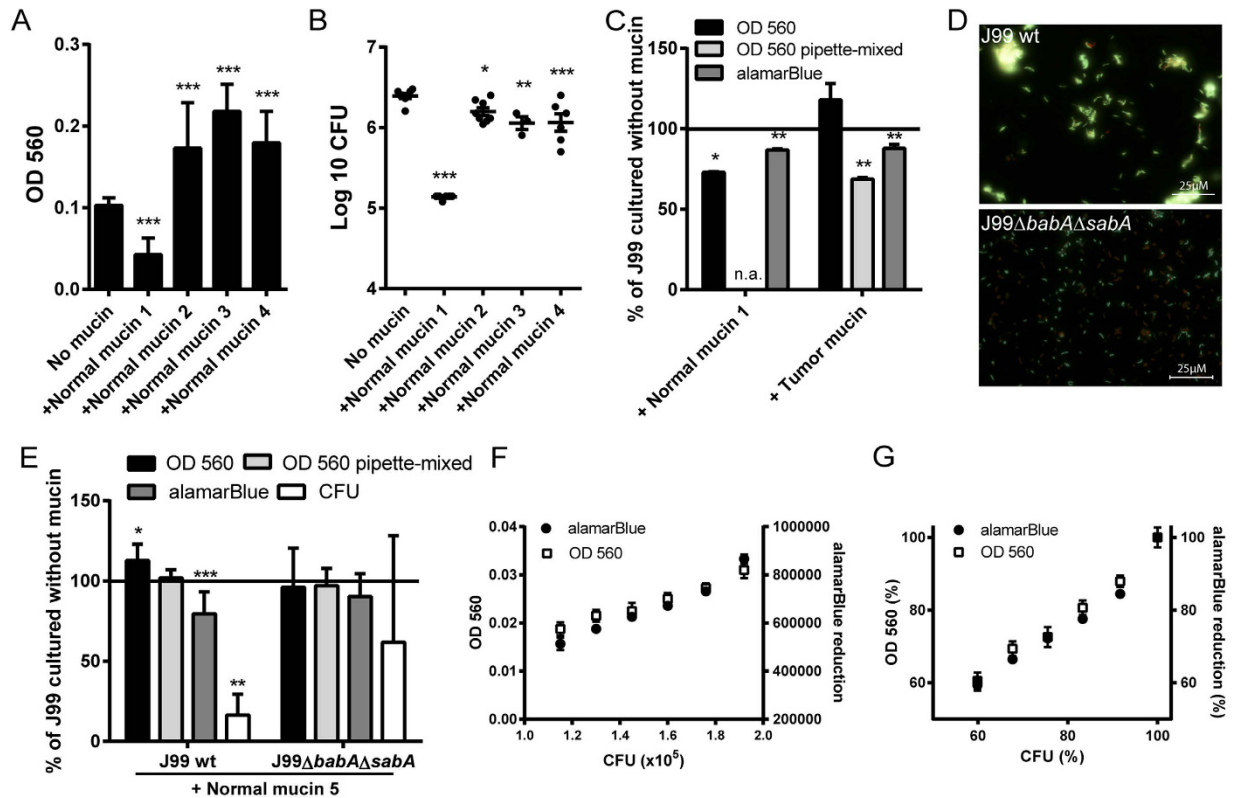 A
OD 560
0.3
0.2
0.1
0.0
***
***
***
***
No mucin
+Normal mucin 1
+Normal mucin 2
+Normal mucin 3
+Normal mucin 4
B
Log 10 CFU
7
6
5
4
***
*
**
***
No mucin
+Normal mucin 1
+Normal mucin 2
+Normal mucin 3
+Normal mucin 4
C
OD 560
OD 560 pipette-mixed
alamarBlue
% of J99 cultured without mucin
150
100
50
0
*
n.a.
**
**
**
+ Normal mucin 1
+ Tumor mucin
D
J99 wt
25µM
J99ΔbabAΔsabA
25µM
E
OD 560
OD 560 pipette-mixed
alamarBlue
CFU
% of J99 cultured without mucin
150
100
50
0
*
***
**
J99 wt
J99ΔbabAΔsabA
+ Normal mucin 5
F
alamarBlue
OD 560
OD 560
0.04
0.03
0.02
0.01
0.00
1000000
800000
600000
400000
200000
alamarBlue reduction
1.0
1.2
1.4
1.6
1.8
2.0
CFU (x10⁵)
G
alamarBlue
OD 560
OD 560 (%)
100
80
60
100
80
60
alamarBlue reduction (%)
60
80
100
CFU (%)